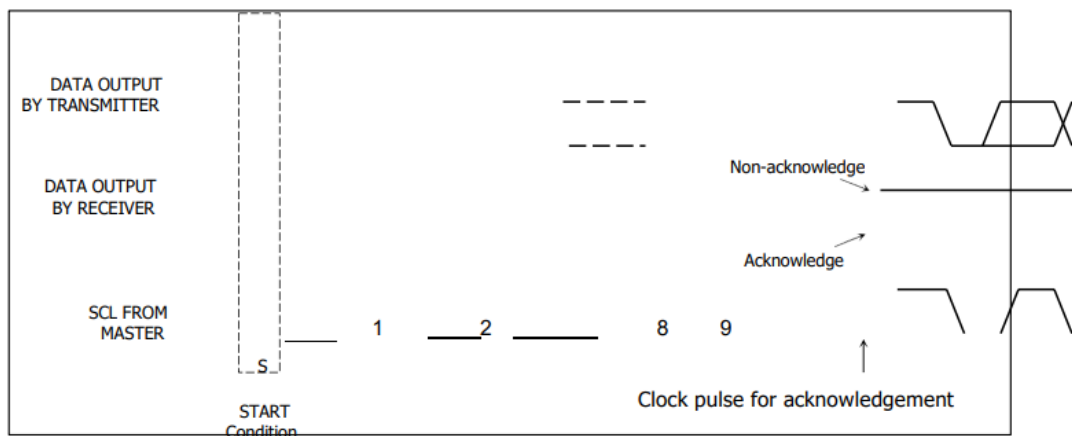 DATA OUTPUT
BY TRANSMITTER
Non-acknowledge
DATA OUTPUT
BY RECEIVER
Acknowledge
SCL FROM
MASTER
1
2
8
9
S
START
Condition
Clock pulse for acknowledgement